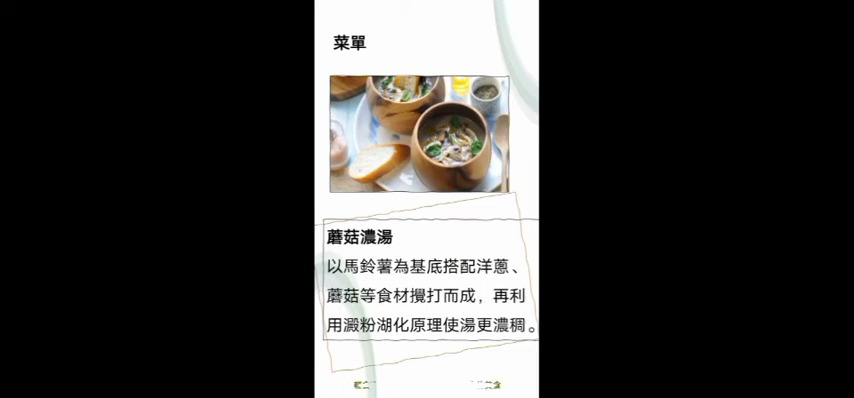 菜單
蘑菇濃湯
以馬鈴薯為基底搭配洋蔥、
蘑菇等食材攪打而成，再利
用澱粉湖化原理使湯更濃稠。